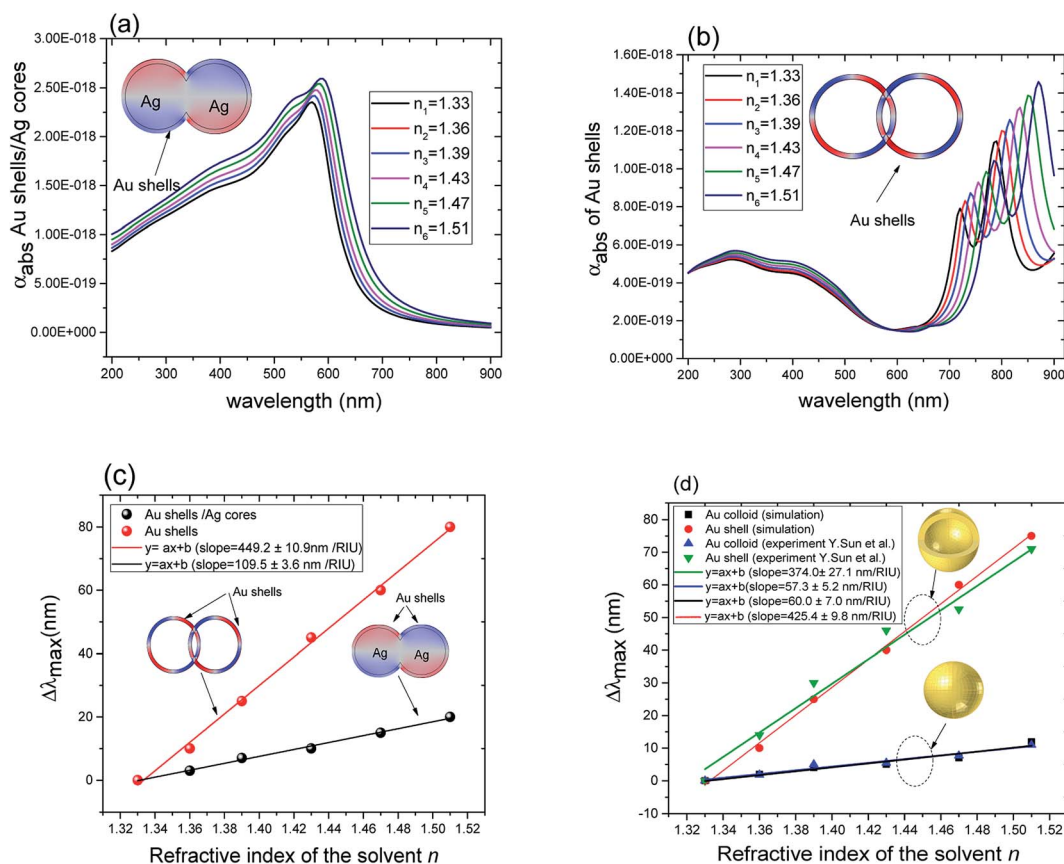 (a)
3.00E-018
2.50E-018
2.00E-018
1.50E-018
1.00E-018
5.00E-019
0.00E+000
αabs Au shells/Ag cores
Ag Ag
Au shells
n1=1.33
n2=1.36
n3=1.39
n4=1.43
n5=1.47
n6=1.51
200 300 400 500 600 700 800 900
wavelength (nm)
(b)
1.60E-018
1.40E-018
1.20E-018
1.00E-018
8.00E-019
6.00E-019
4.00E-019
2.00E-019
0.00E+000
αabs of Au shells
n1=1.33
n2=1.36
n3=1.39
n4=1.43
n5=1.47
n6=1.51
Au shells
200 300 400 500 600 700 800 900
wavelength (nm)
(c)
80
60
40
20
0
Δλmax (nm)
Au shells /Ag cores
Au shells
y= ax+b (slope=449.2 ± 10.9nm /RIU)
y=ax+b (slope=109.5 ± 3.6 nm /RIU)
Au shells
Au shells
Ag Ag
1.32 1.34 1.36 1.38 1.40 1.42 1.44 1.46 1.48 1.50 1.52
Refractive index of the solvent n
(d)
85
80
75
70
65
60
55
50
45
40
35
30
25
20
15
10
5
0
-5
-10
Δλmax (nm)
Au colloid (simulation)
Au shell (simulation)
Au colloid (experiment Y.Sun et al.)
Au shell (experiment Y.Sun et al.)
y=ax+b (slope=374.0± 27.1 nm/RIU)
y=ax+b (slope=57.3 ± 5.2 nm/RIU)
y=ax+b (slope=60.0 ± 7.0 nm/RIU)
y=ax+b (slope=425.4 ± 9.8 nm/RIU)
1.32 1.34 1.36 1.38 1.40 1.42 1.44 1.46 1.48 1.50 1.52
Refractive index of the solvent n